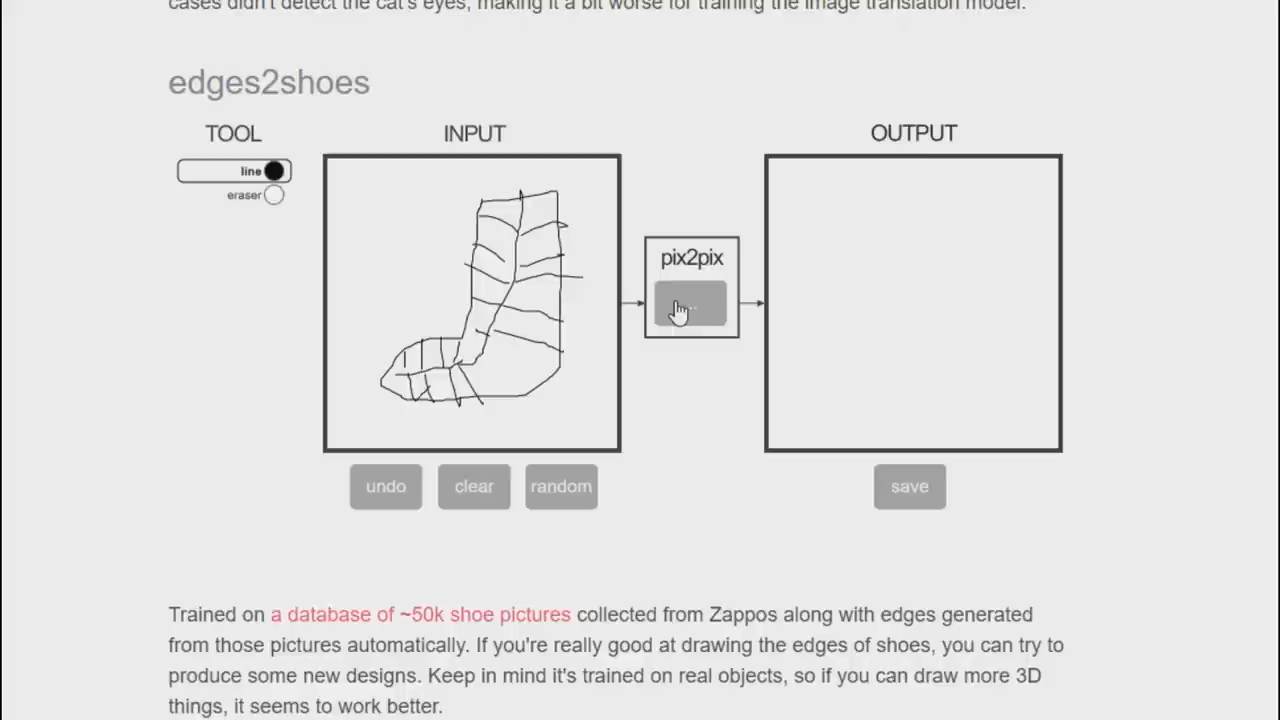 cases didn't detect the cat's eyes, making it a bit worse for training the image translation model.
edges2shoes
TOOL
INPUT
OUTPUT
line
eraser
pix2pix
...
undo
clear
random
save
Trained on a database of ~50k shoe pictures collected from Zappos along with edges generated
from those pictures automatically. If you're really good at drawing the edges of shoes, you can try to
produce some new designs. Keep in mind it's trained on real objects, so if you can draw more 3D
things, it seems to work better.